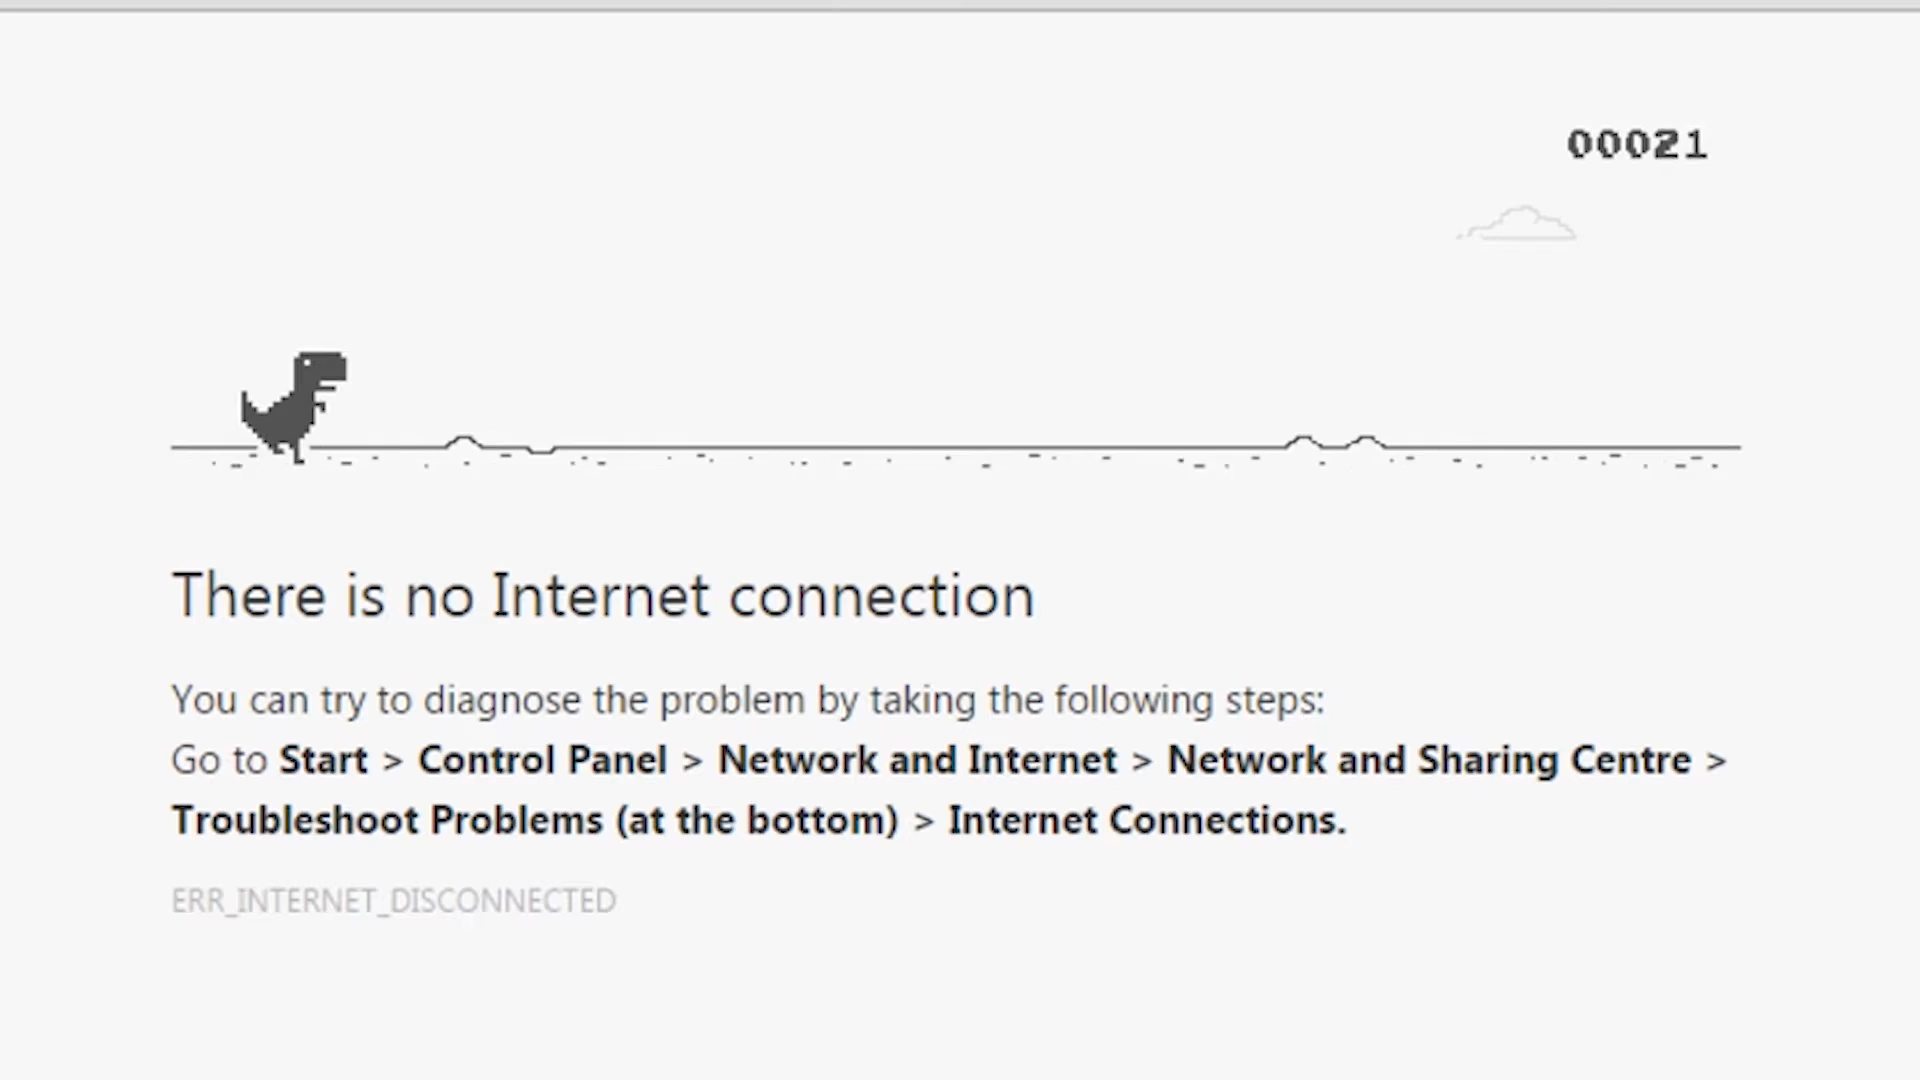 00021
There is no Internet connection
You can try to diagnose the problem by taking the following steps:
Go to Start > Control Panel > Network and Internet > Network and Sharing Centre >
Troubleshoot Problems (at the bottom) > Internet Connections.
ERR_INTERNET_DISCONNECTED